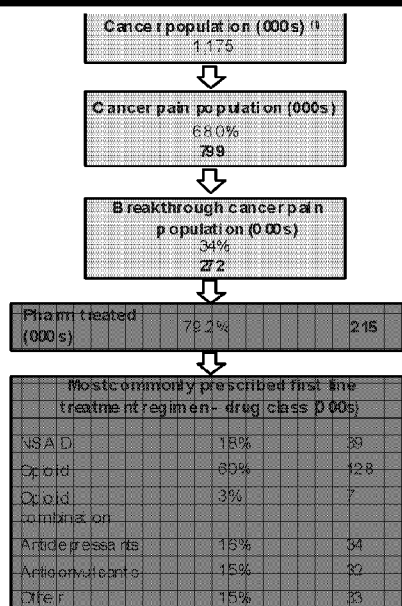 Cancer population (000s) (1)
1,175
Cancer pain population (000s)
68.0%
799
Breakthrough cancer pain
population (000s)
34%
272
Pharm treated 79.2% 215
(000s)
Most commonly prescribed first line
treatment regimen - drug class (000s)
NSAID 18% 39
Opioid 60% 128
Opioid 3% 7
combination
Antidepressants 16% 34
Anticonvulsants 15% 32
Other 15% 33